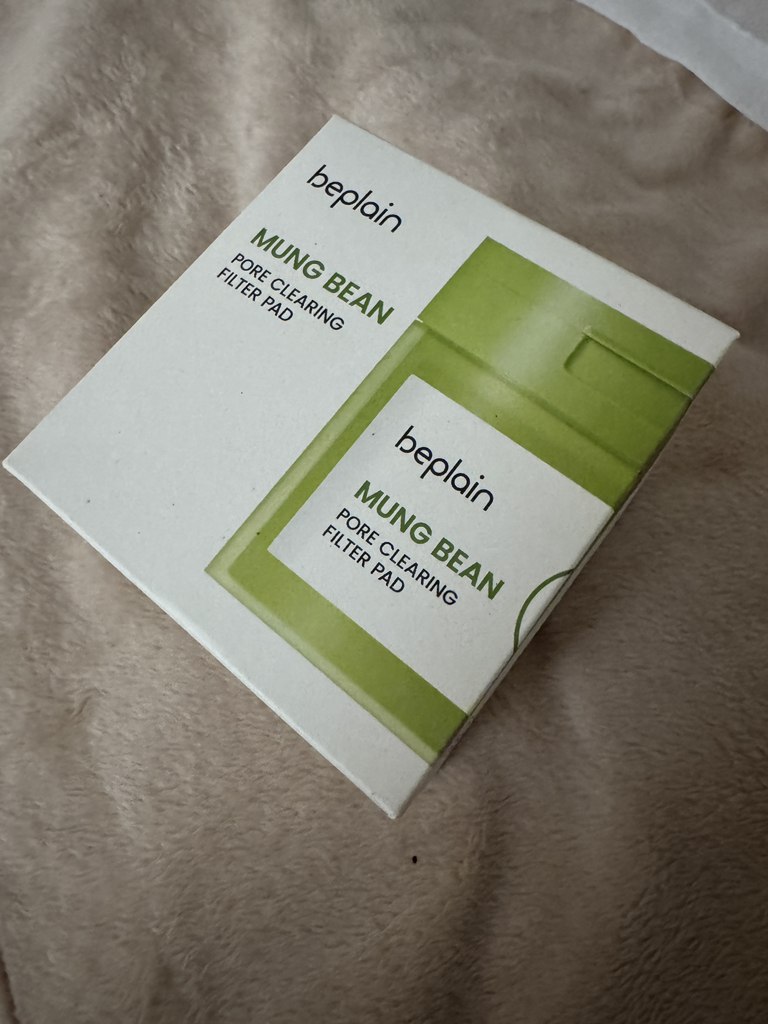 beplain
MUNG BEAN
PORE CLEARING
FILTER PAD
beplain
MUNG BEAN
PORE CLEARING
FILTER PAD